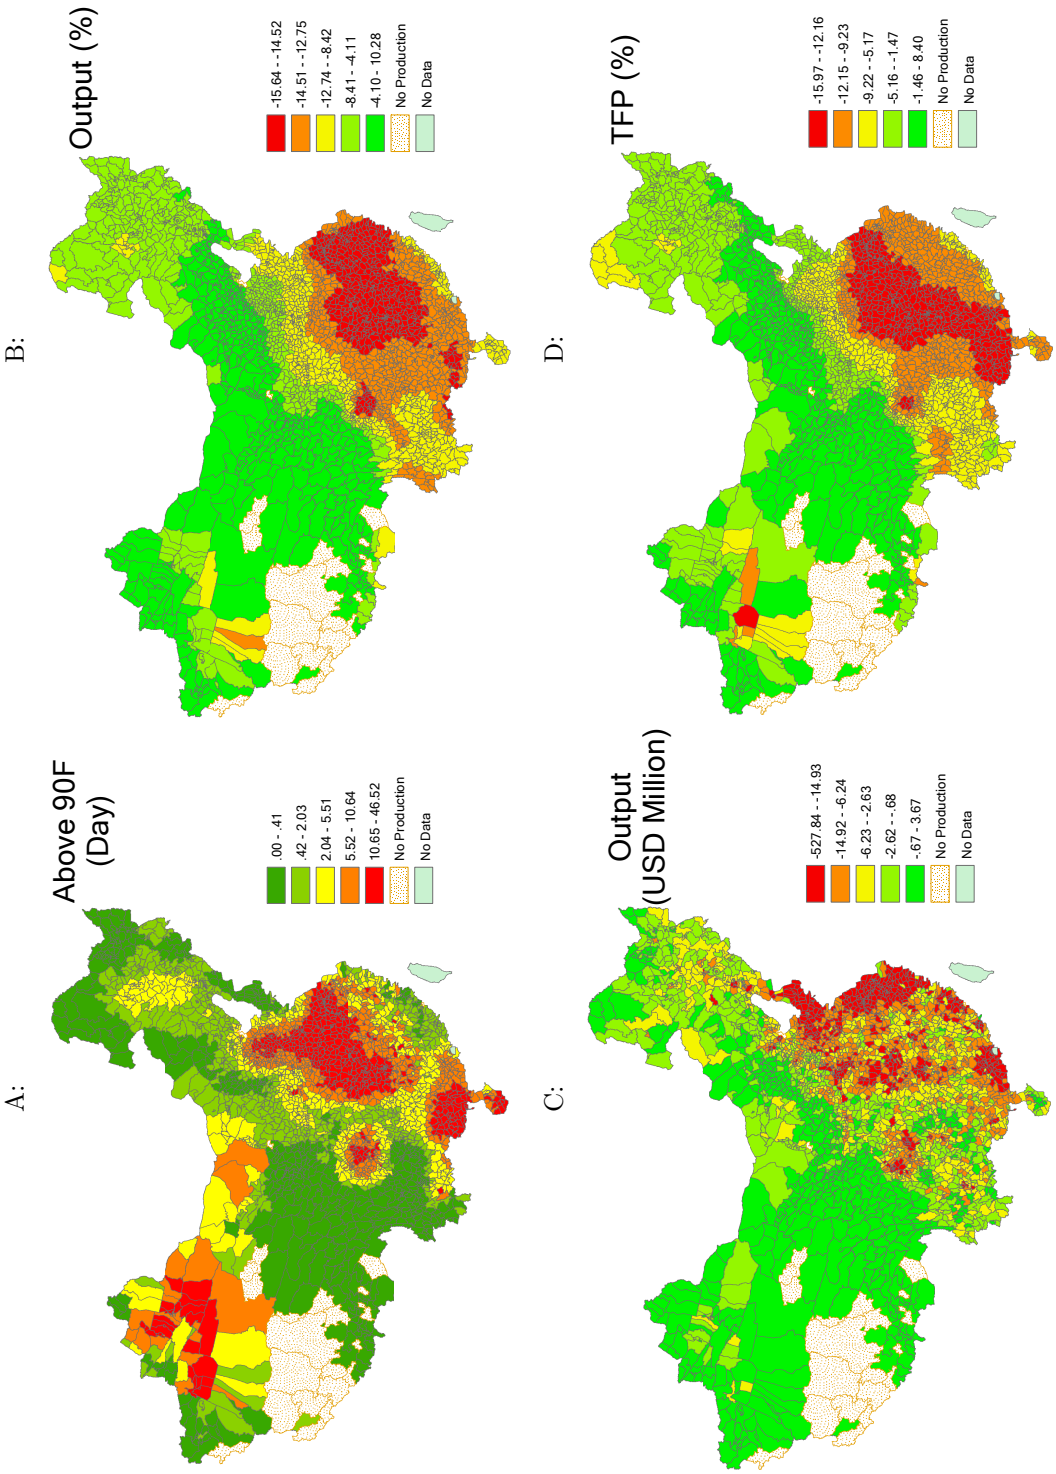 A:
Above 90F
(Day)
.00 - .41
.42 - 2.03
2.04 - 5.51
5.52 - 10.64
10.65 - 46.52
No Production
No Data
B:
Output (%)
-15.64 - -14.52
-14.51 - -12.75
-12.74 - -8.42
-8.41 - -4.11
-4.10 - 10.28
No Production
No Data
C:
Output
(USD Million)
-527.84 - -14.93
-14.92 - -6.24
-6.23 - -2.63
-2.62 - -.68
-.67 - 3.67
No Production
No Data
D:
TFP (%)
-15.97 - -12.16
-12.15 - -9.23
-9.22 - -5.17
-5.16 - -1.47
-1.46 - 8.40
No Production
No Data